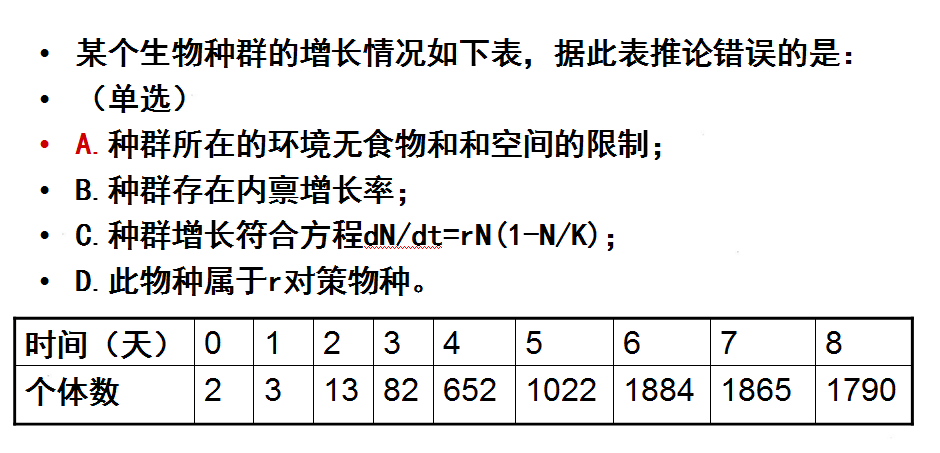 • 某个生物种群的增长情况如下表，据此表推论错误的是：
• （单选）
• A.种群所在的环境无食物和和空间的限制；
• B.种群存在内禀增长率；
• C.种群增长符合方程dN/dt=rN(1-N/K)；
• D.此物种属于r对策物种。
时间（天） 0 1 2 3 4 5 6 7 8
个体数 2 3 13 82 652 1022 1884 1865 1790